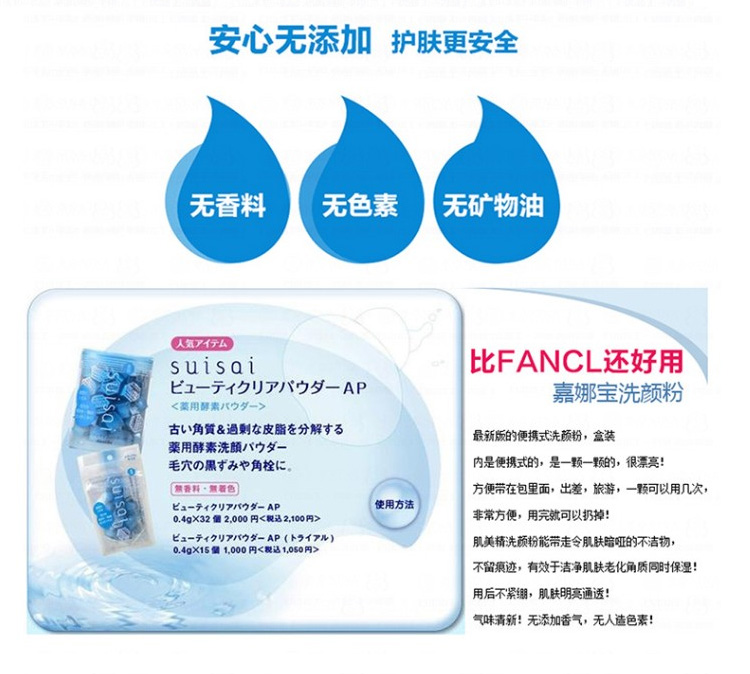 安心无添加 护肤更安全
无香料
无色素
无矿物油
人気アイテム
suisai
ビューティクリアパウダーAP
<薬用酵素パウダー>
古い角質&過剰な皮脂を分解する
薬用酵素洗顔パウダー
毛穴の黒ずみや角栓に。
無香料・無着色
ビューティクリアパウダー AP
0.4g×32個 2,000円<税込2,100円>
ビューティクリアパウダー AP(トライアル)
0.4g×15個 1,000円<税込1,050円>
使用方法
suisai
suisai
比FANCL还好用
嘉娜宝洗颜粉
最新版的便携式洗颜粉,盒装
内是便携式的,是一颗一颗的,很漂亮!
方便带在包里面,出差,旅游,一颗可以用几次,
非常方便,用完就可以扔掉!
肌美精洗颜粉能带走令肌肤暗哑的不洁物,
不留痕迹,有效于洁净肌肤老化角质同时保湿!
用后不紧绷,肌肤明亮通透!
气味清新!无添加香气,无人造色素!